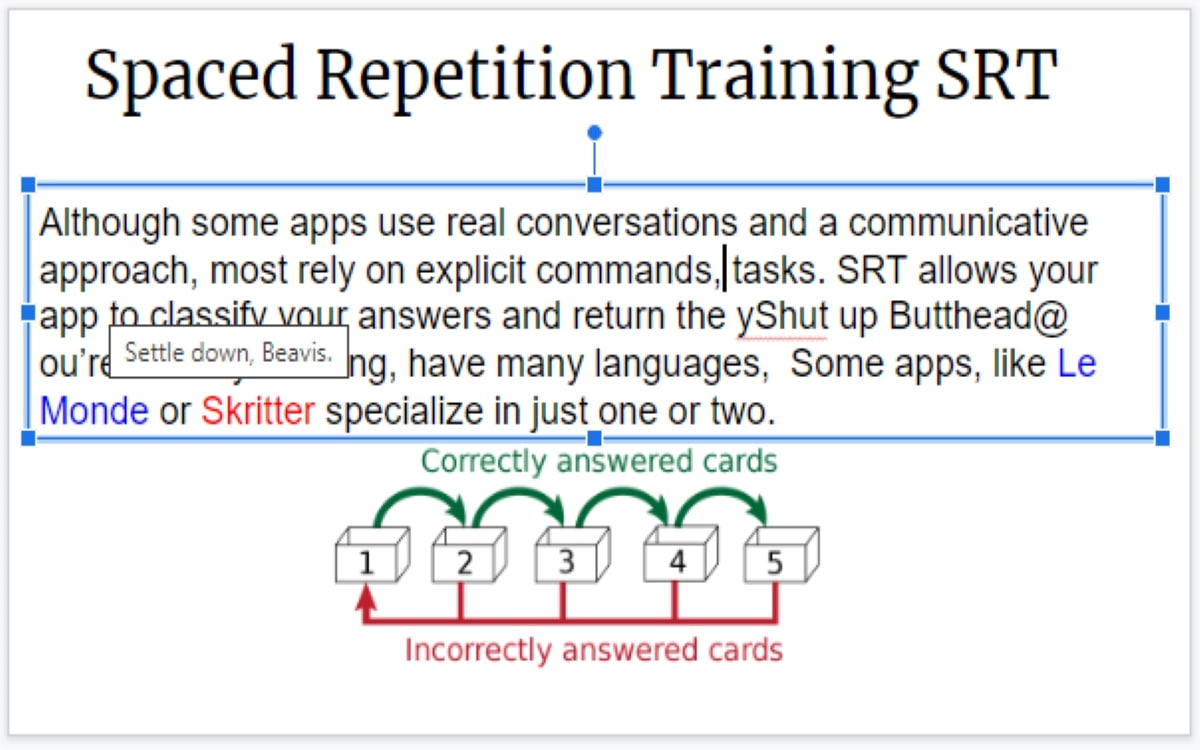 Spaced Repetition Training SRT
Although some apps use real conversations and a communicative
approach, most rely on explicit commands, tasks. SRT allows your
app to classify your answers and return the yShut up Butthead@
Settle down, Beavis.
ou're ng, have many languages, Some apps, like Le
Monde or Skritter specialize in just one or two.
Correctly answered cards
1 2 3 4 5
Incorrectly answered cards